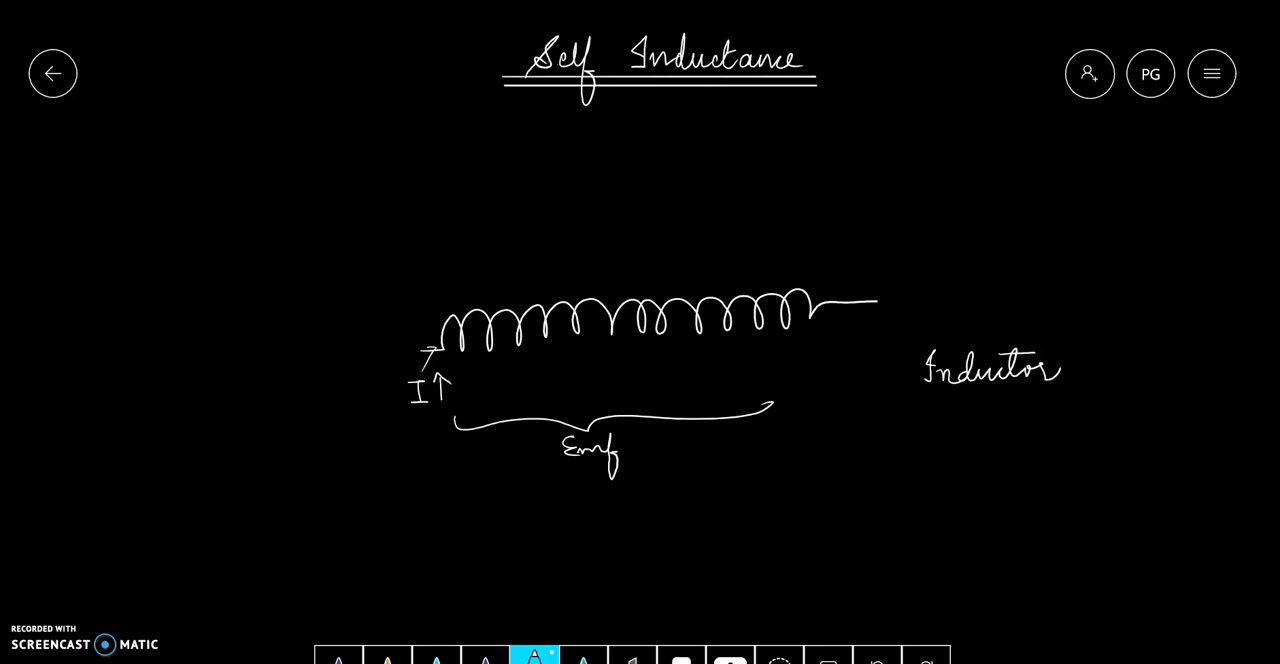 Self Inductance
PG
Inductor
I↑
Emf
RECORDED WITH
SCREENCAST MATIC